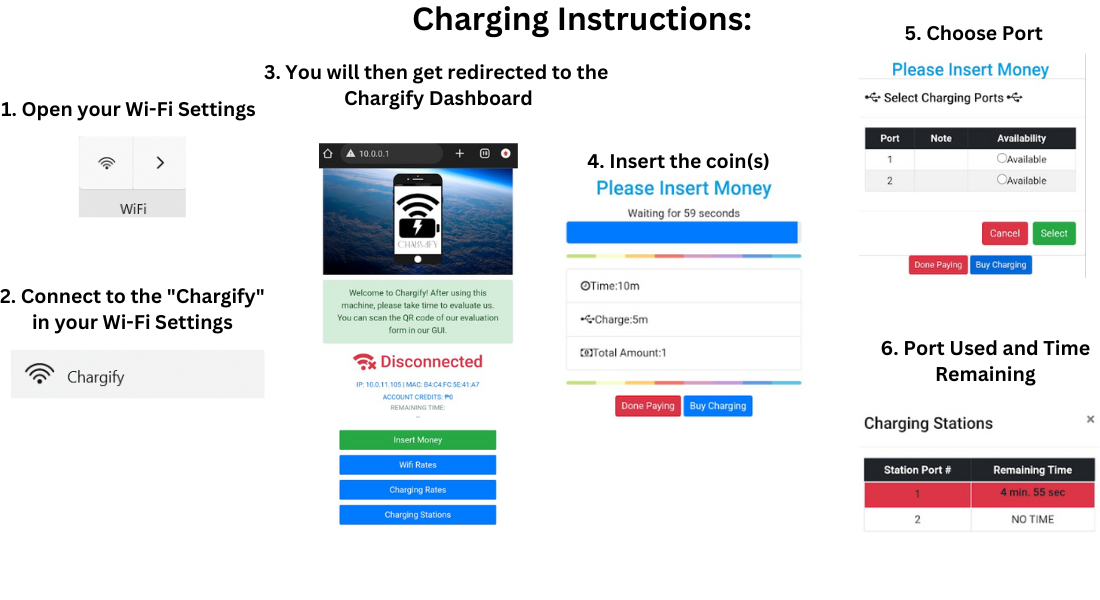 Charging Instructions:
1. Open your Wi-Fi Settings
WiFi
2. Connect to the "Chargify"
in your Wi-Fi Settings
Chargify
3. You will then get redirected to the
Chargify Dashboard
10.0.0.1
CHARGIFY
Welcome to Chargify! After using this
machine, please take time to evaluate us.
You can scan the QR code of our evaluation
form in our GUI.
Disconnected
IP: 10.0.11.105 | MAC: B4:C4:FC:5E:41:A7
ACCOUNT CREDITS: ₱0
REMAINING TIME:
--
Insert Money
Wifi Rates
Charging Rates
Charging Stations
4. Insert the coin(s)
Please Insert Money
Waiting for 59 seconds
Time:10m
Charge:5m
Total Amount:1
Done Paying Buy Charging
5. Choose Port
Please Insert Money
Select Charging Ports
Port Note Availability
1 Available
2 Available
Cancel Select
Done Paying Buy Charging
6. Port Used and Time
Remaining
Charging Stations ×
Station Port # Remaining Time
1 4 min. 55 sec
2 NO TIME